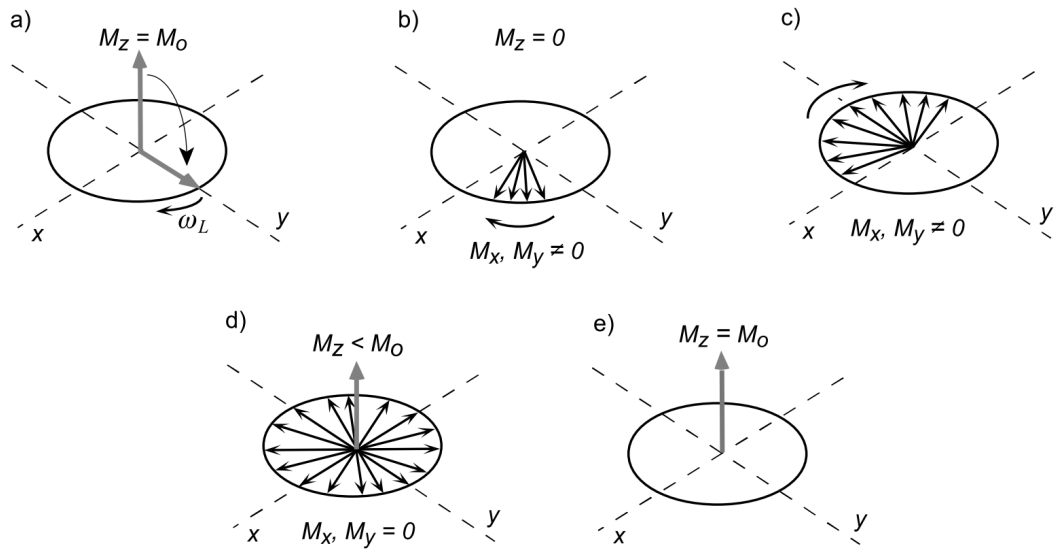 a)
M_z = M_o
ω_L
x
y
b)
M_z = 0
x
y
M_x, M_y ≠ 0
c)
x
y
M_x, M_y ≠ 0
d)
M_z < M_o
x
y
M_x, M_y = 0
e)
M_z = M_o
x
y